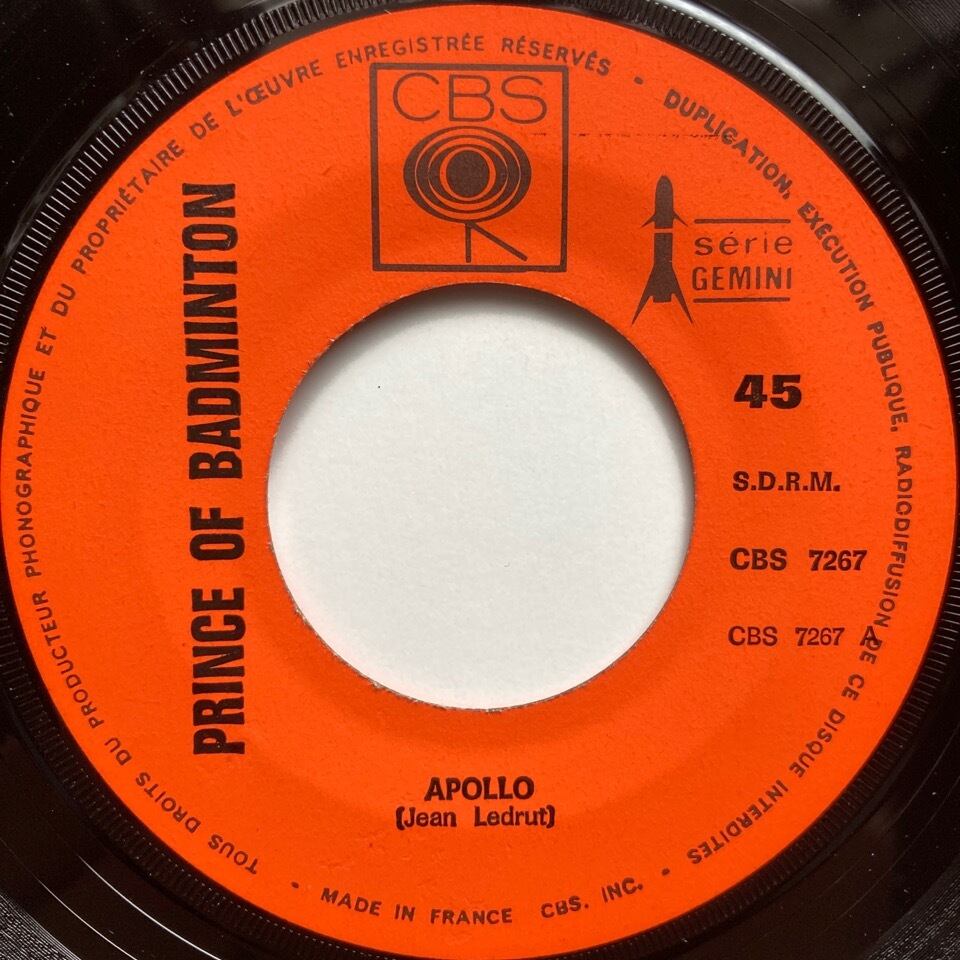 TOUS DROITS DU PRODUCTEUR PHONOGRAPHIQUE ET DU PROPRIÉTAIRE DE L'ŒUVRE ENREGISTRÉE RÉSERVÉS - DUPLICATION, EXÉCUTION PUBLIQUE, RADIODIFFUSION DE CE DISQUE INTERDITES
CBS
série
GEMINI
PRINCE OF BADMINTON
45
S.D.R.M.
CBS 7267
CBS 7267 A
APOLLO
(Jean Ledrut)
- MADE IN FRANCE CBS. INC. -